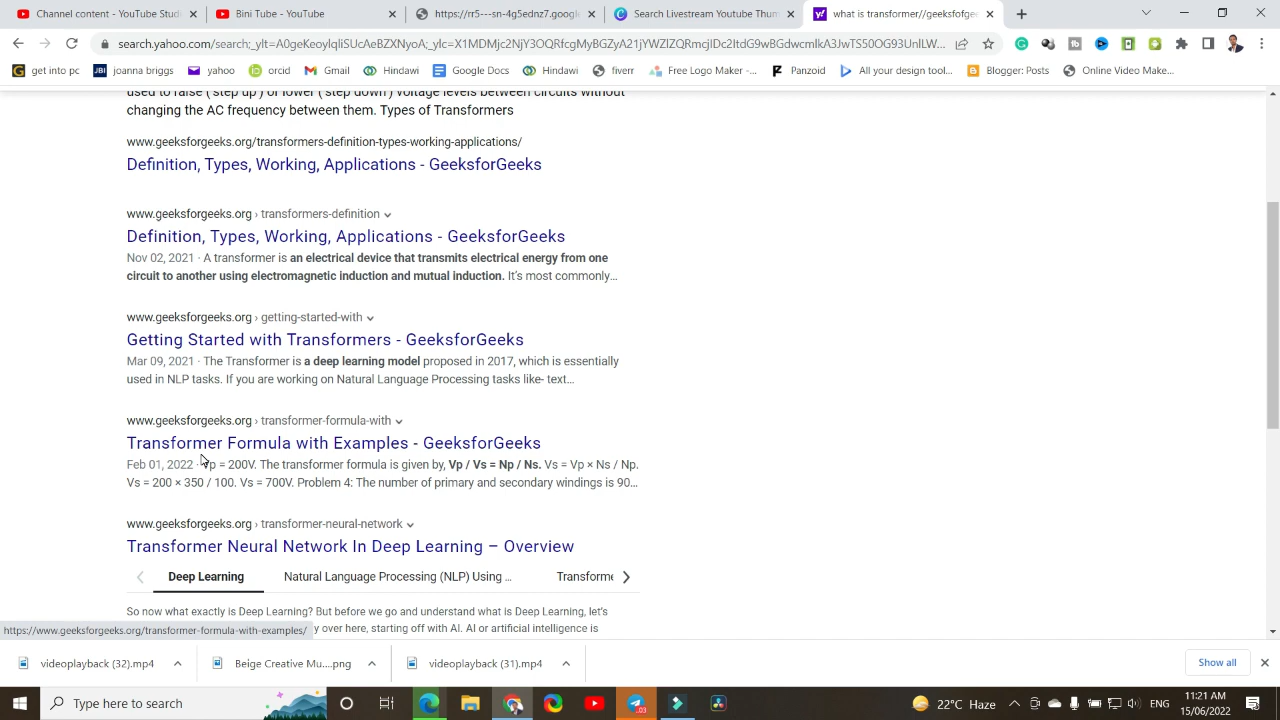 Channel content - YouTube Studi
Bini Tube - YouTube
https://rr5---sn-4g5ednz7.google
Search Livestream Youtube Thum
what is transformer//geeksforgee
search.yahoo.com/search;_ylt=A0geKeoylqliSUcAeBZXNyoA;_ylc=X1MDMjc2NjY3OQRfcgMyBGZyA21jYWZlZQRmcjIDc2ItdG9wBGdwcmlkA3JwTS50OG93UnlLW...
get into pc
joanna briggs
yahoo
orcid
Gmail
Hindawi
Google Docs
Hindawi
fiverr
Free Logo Maker -...
Panzoid
All your design tool...
Blogger: Posts
Online Video Make...
used to raise ('step up') or lower ('step down') voltage levels between circuits without
changing the AC frequency between them. Types of Transformers
www.geeksforgeeks.org/transformers-definition-types-working-applications/
Definition, Types, Working, Applications - GeeksforGeeks
www.geeksforgeeks.org › transformers-definition
Definition, Types, Working, Applications - GeeksforGeeks
Nov 02, 2021 · A transformer is an electrical device that transmits electrical energy from one
circuit to another using electromagnetic induction and mutual induction. It's most commonly...
www.geeksforgeeks.org › getting-started-with
Getting Started with Transformers - GeeksforGeeks
Mar 09, 2021 · The Transformer is a deep learning model proposed in 2017, which is essentially
used in NLP tasks. If you are working on Natural Language Processing tasks like- text...
www.geeksforgeeks.org › transformer-formula-with
Transformer Formula with Examples - GeeksforGeeks
Feb 01, 2022 · Vp = 200V. The transformer formula is given by, Vp / Vs = Np / Ns. Vs = Vp × Ns / Np.
Vs = 200 × 350 / 100. Vs = 700V. Problem 4: The number of primary and secondary windings is 90...
www.geeksforgeeks.org › transformer-neural-network
Transformer Neural Network In Deep Learning – Overview
Deep Learning
Natural Language Processing (NLP) Using ...
Transforme
So now what exactly is Deep Learning? But before we go and understand what is Deep Learning, let's
https://www.geeksforgeeks.org/transformer-formula-with-examples/
y over here, starting off with AI. AI or artificial intelligence is
videoplayback (32).mp4
Beige Creative Mu....png
videoplayback (31).mp4
Show all
Type here to search
22°C Haze
ENG
11:21 AM
15/06/2022